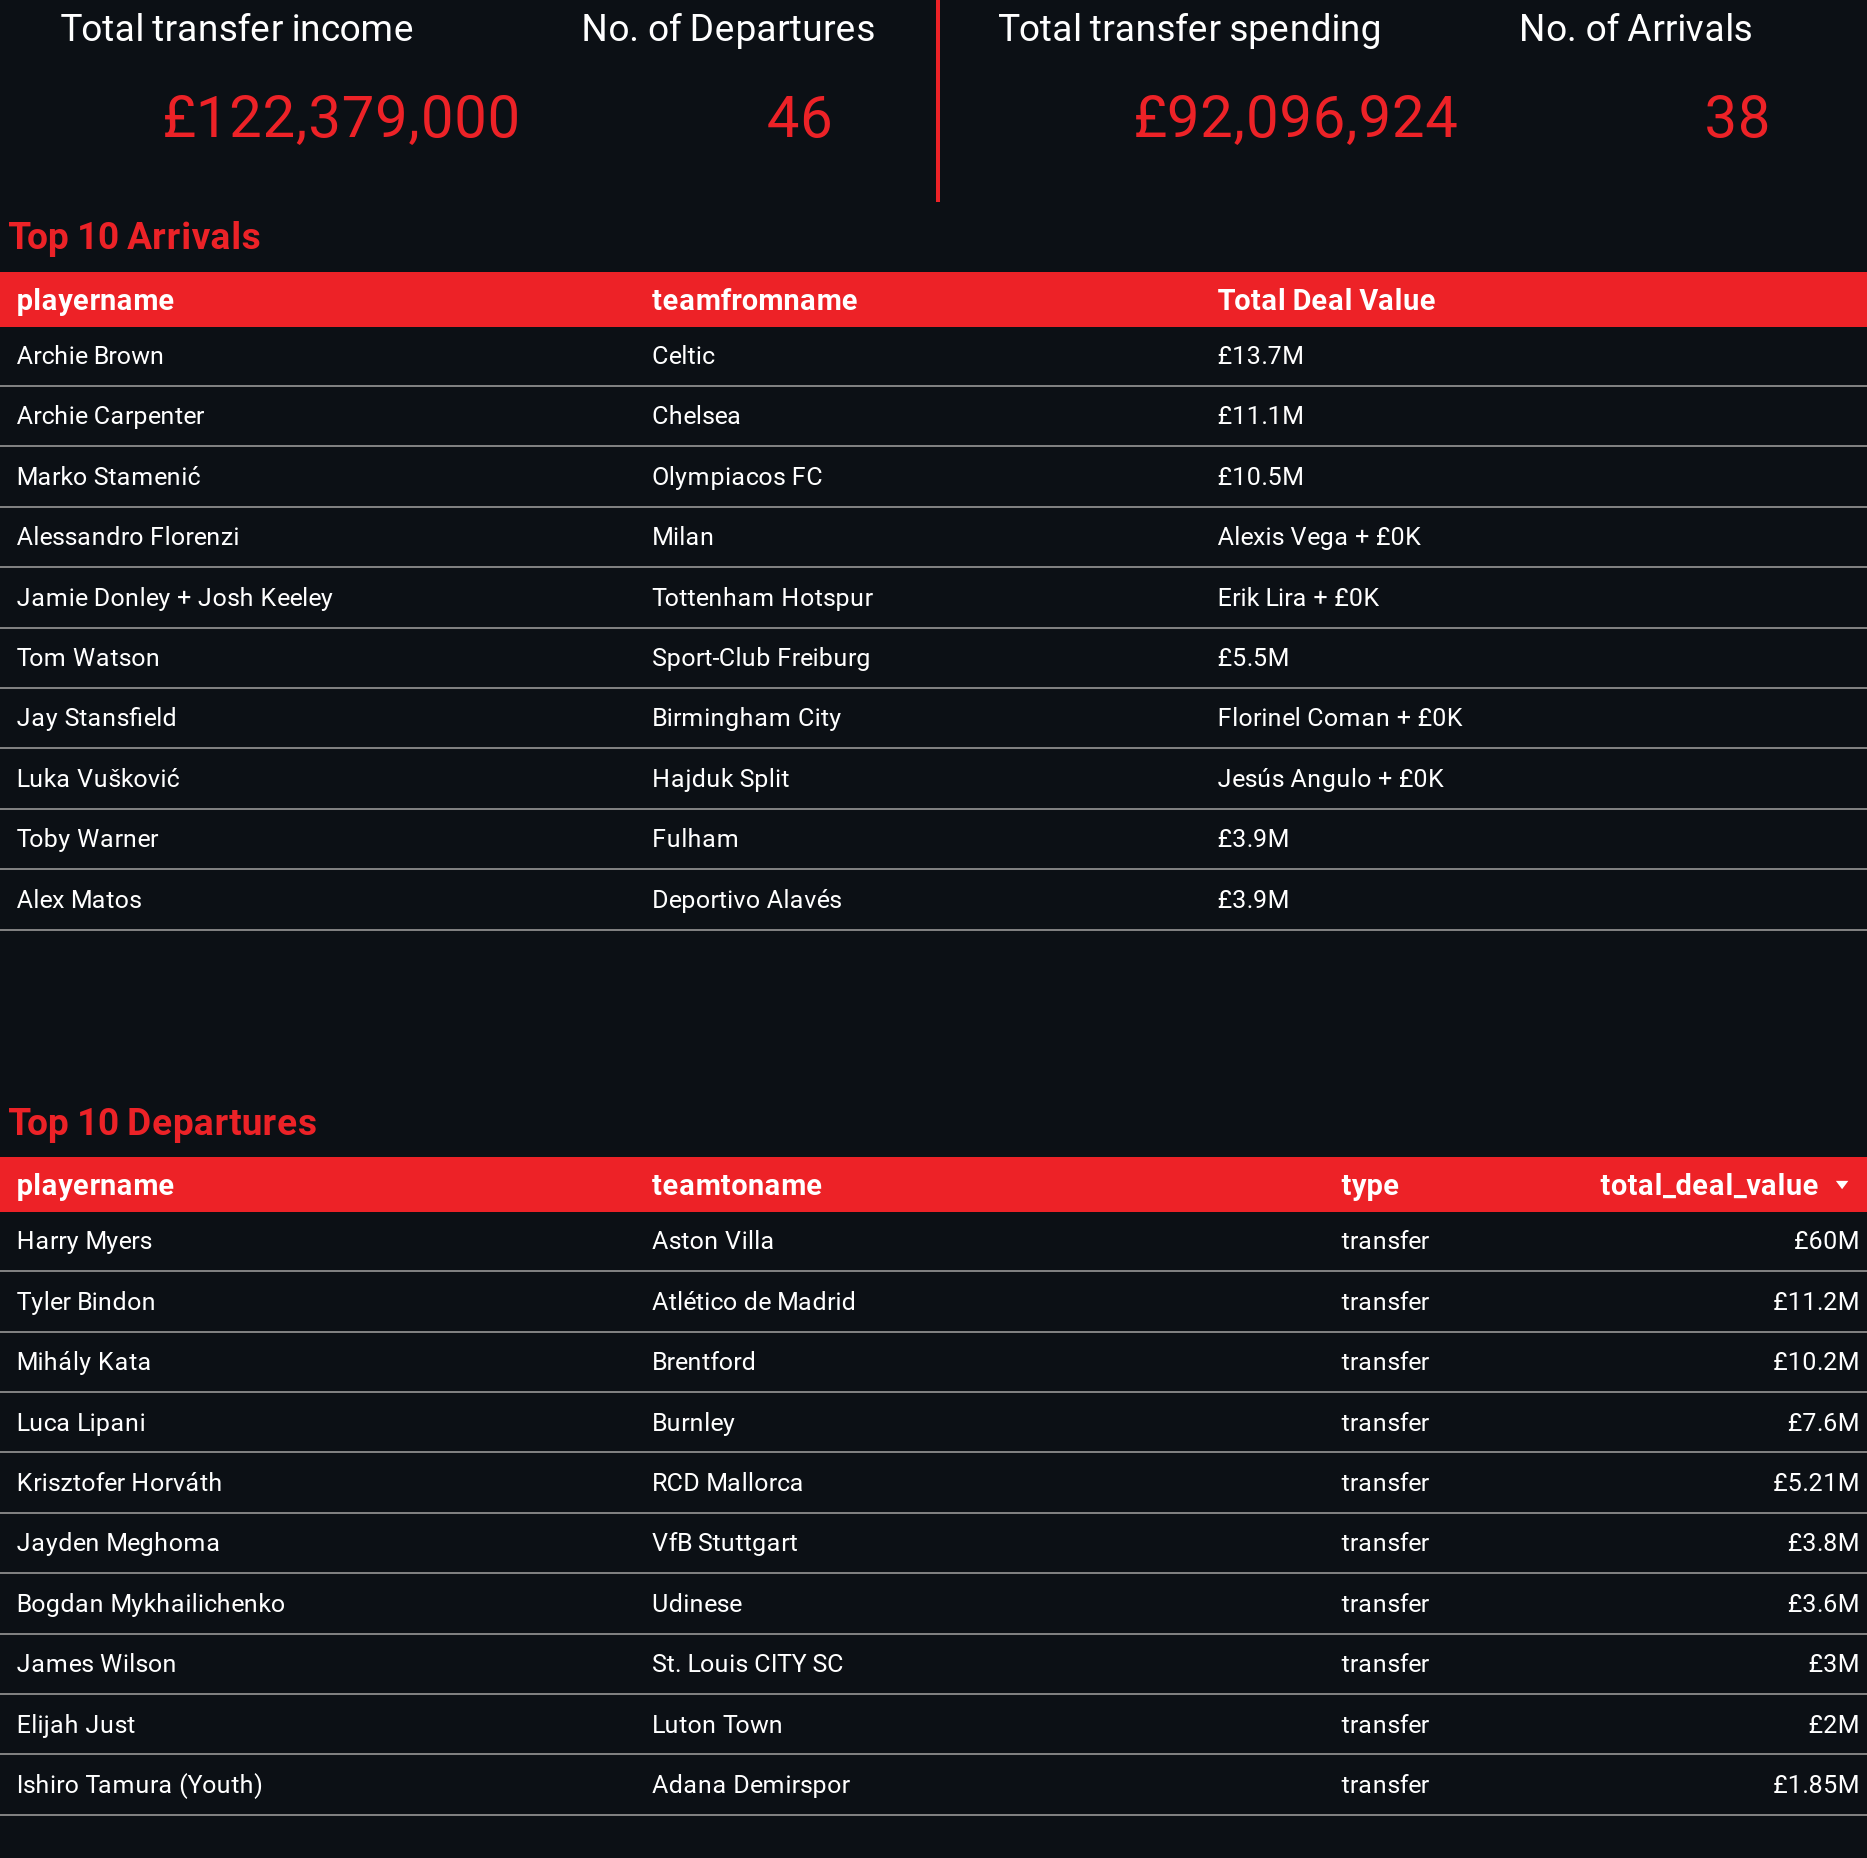 Total transfer income No. of Departures Total transfer spending No. of Arrivals
£122,379,000 46 £92,096,924 38
Top 10 Arrivals
playername teamfromname Total Deal Value
Archie Brown Celtic £13.7M
Archie Carpenter Chelsea £11.1M
Marko Stamenić Olympiacos FC £10.5M
Alessandro Florenzi Milan Alexis Vega + £0K
Jamie Donley + Josh Keeley Tottenham Hotspur Erik Lira + £0K
Tom Watson Sport-Club Freiburg £5.5M
Jay Stansfield Birmingham City Florinel Coman + £0K
Luka Vušković Hajduk Split Jesús Angulo + £0K
Toby Warner Fulham £3.9M
Alex Matos Deportivo Alavés £3.9M
Top 10 Departures
playername teamtoname type total_deal_value
Harry Myers Aston Villa transfer £60M
Tyler Bindon Atlético de Madrid transfer £11.2M
Mihály Kata Brentford transfer £10.2M
Luca Lipani Burnley transfer £7.6M
Krisztofer Horváth RCD Mallorca transfer £5.21M
Jayden Meghoma VfB Stuttgart transfer £3.8M
Bogdan Mykhailichenko Udinese transfer £3.6M
James Wilson St. Louis CITY SC transfer £3M
Elijah Just Luton Town transfer £2M
Ishiro Tamura (Youth) Adana Demirspor transfer £1.85M